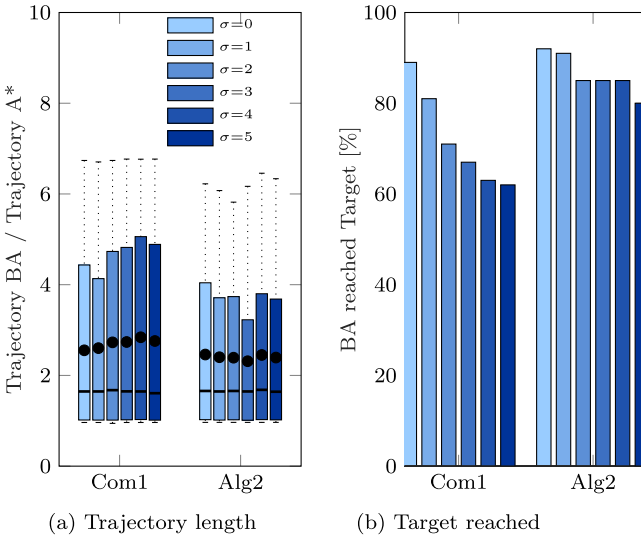 10
8
6
4
2
0
Trajectory BA / Trajectory A*
σ=0
σ=1
σ=2
σ=3
σ=4
σ=5
Com1 Alg2
(a) Trajectory length
100
80
60
40
20
0
BA reached Target [%]
Com1 Alg2
(b) Target reached